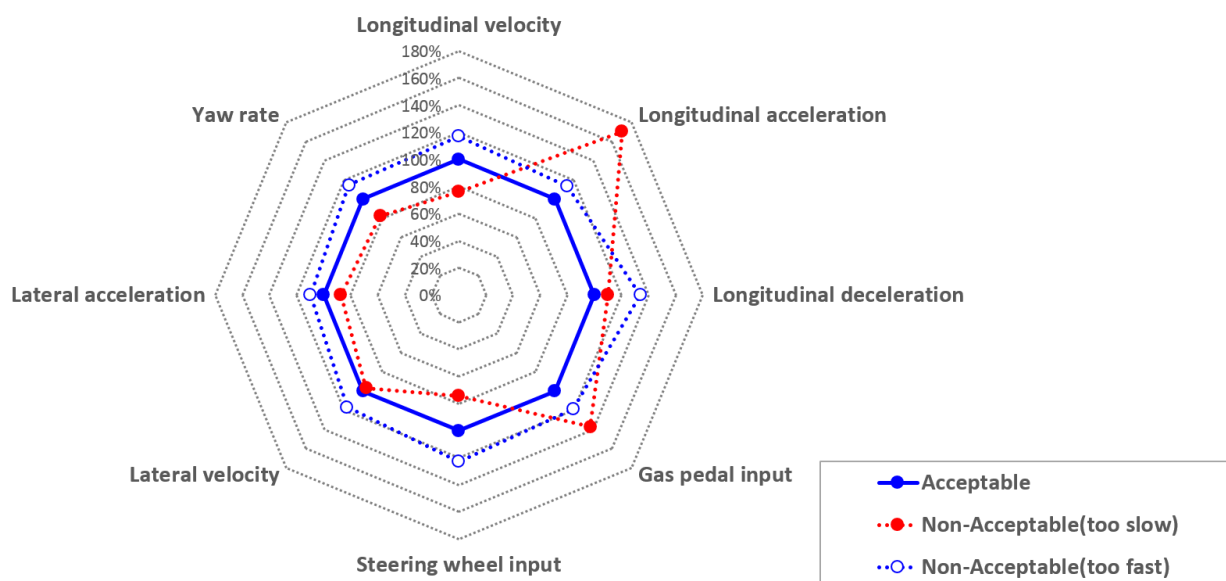 Longitudinal velocity
180%
160%
140%
120%
100%
80%
60%
40%
20%
0%
Yaw rate
Longitudinal acceleration
Lateral acceleration
Longitudinal deceleration
Lateral velocity
Gas pedal input
Steering wheel input
Acceptable
Non-Acceptable(too slow)
Non-Acceptable(too fast)